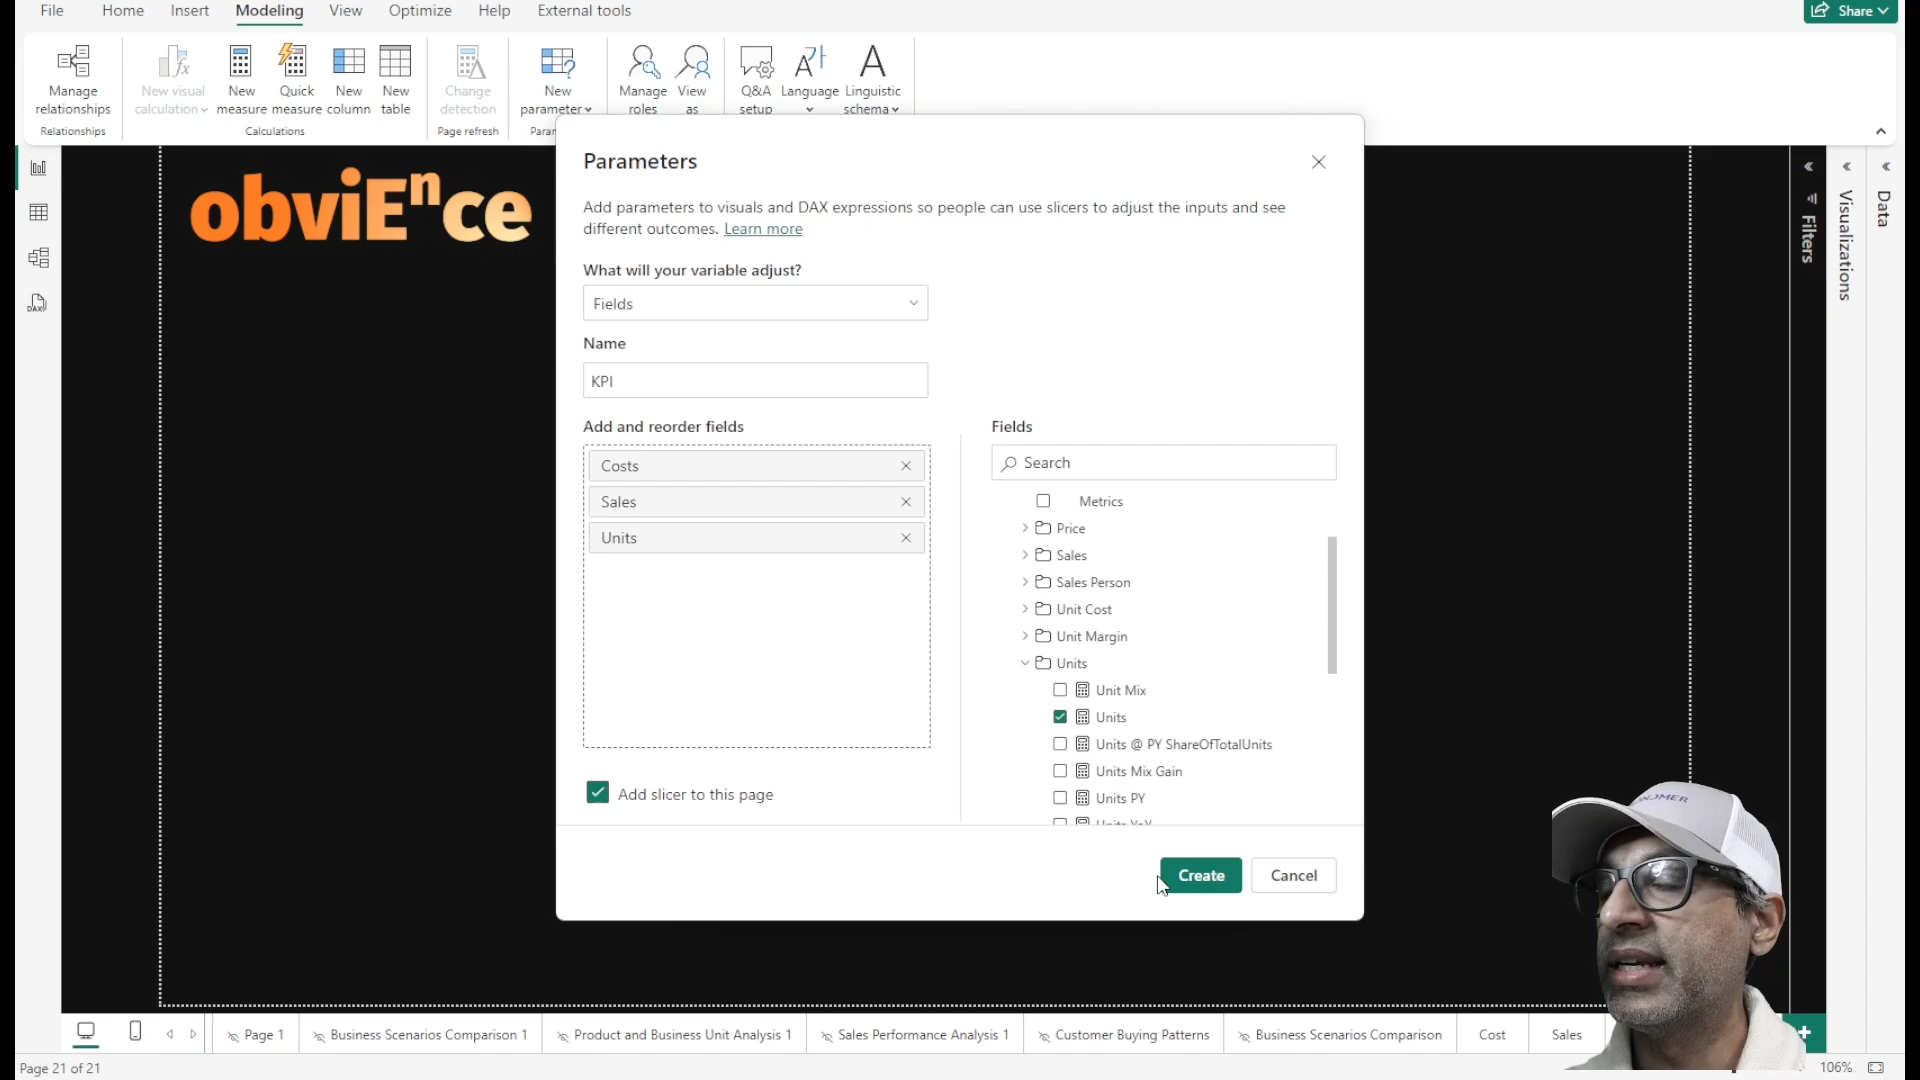 File Home Insert Modeling View Optimize Help External tools
Share
Manage relationships
New visual calculation
New measure
Quick measure
New column
New table
Change detection
New parameter
Manage roles
View as
Q&A setup
Language
Linguistic schema
Relationships
Calculations
Page refresh
Paran
obviEnce
Parameters
Add parameters to visuals and DAX expressions so people can use slicers to adjust the inputs and see
different outcomes. Learn more
What will your variable adjust?
Fields
Name
KPI
Add and reorder fields
Costs
Sales
Units
Add slicer to this page
Fields
Search
Metrics
Price
Sales
Sales Person
Unit Cost
Unit Margin
Units
Unit Mix
Units
Units @ PY ShareOfTotalUnits
Units Mix Gain
Units PY
Units YoY
Create
Cancel
Filters
Visualizations
Data
DAX
Page 1
Business Scenarios Comparison 1
Product and Business Unit Analysis 1
Sales Performance Analysis 1
Customer Buying Patterns
Business Scenarios Comparison
Cost
Sales
Page 21 of 21
106%